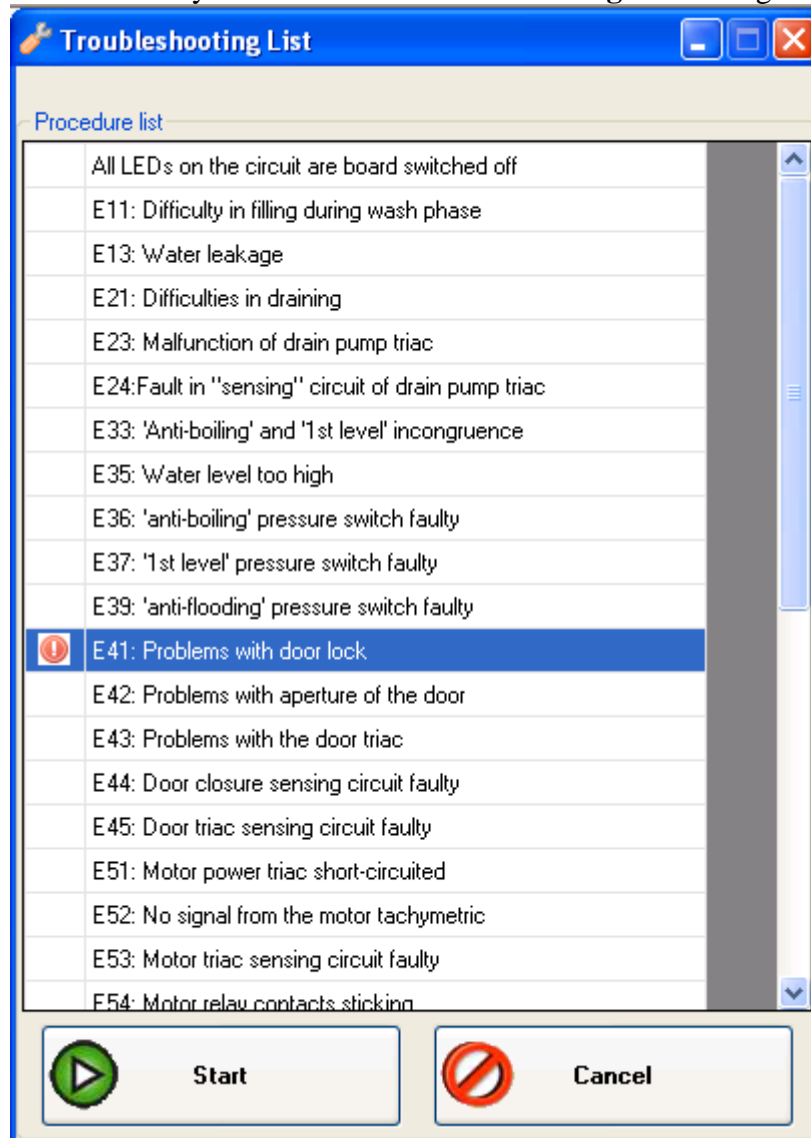 Troubleshooting List
Procedure list
All LEDs on the circuit are board switched off
E11: Difficulty in filling during wash phase
E13: Water leakage
E21: Difficulties in draining
E23: Malfunction of drain pump triac
E24:Fault in "sensing" circuit of drain pump triac
E33: 'Anti-boiling' and '1st level' incongruence
E35: Water level too high
E36: 'anti-boiling' pressure switch faulty
E37: '1st level' pressure switch faulty
E39: 'anti-flooding' pressure switch faulty
E41: Problems with door lock
E42: Problems with aperture of the door
E43: Problems with the door triac
E44: Door closure sensing circuit faulty
E45: Door triac sensing circuit faulty
E51: Motor power triac short-circuited
E52: No signal from the motor tachymetric
E53: Motor triac sensing circuit faulty
E54: Motor relay contacts sticking
Start
Cancel